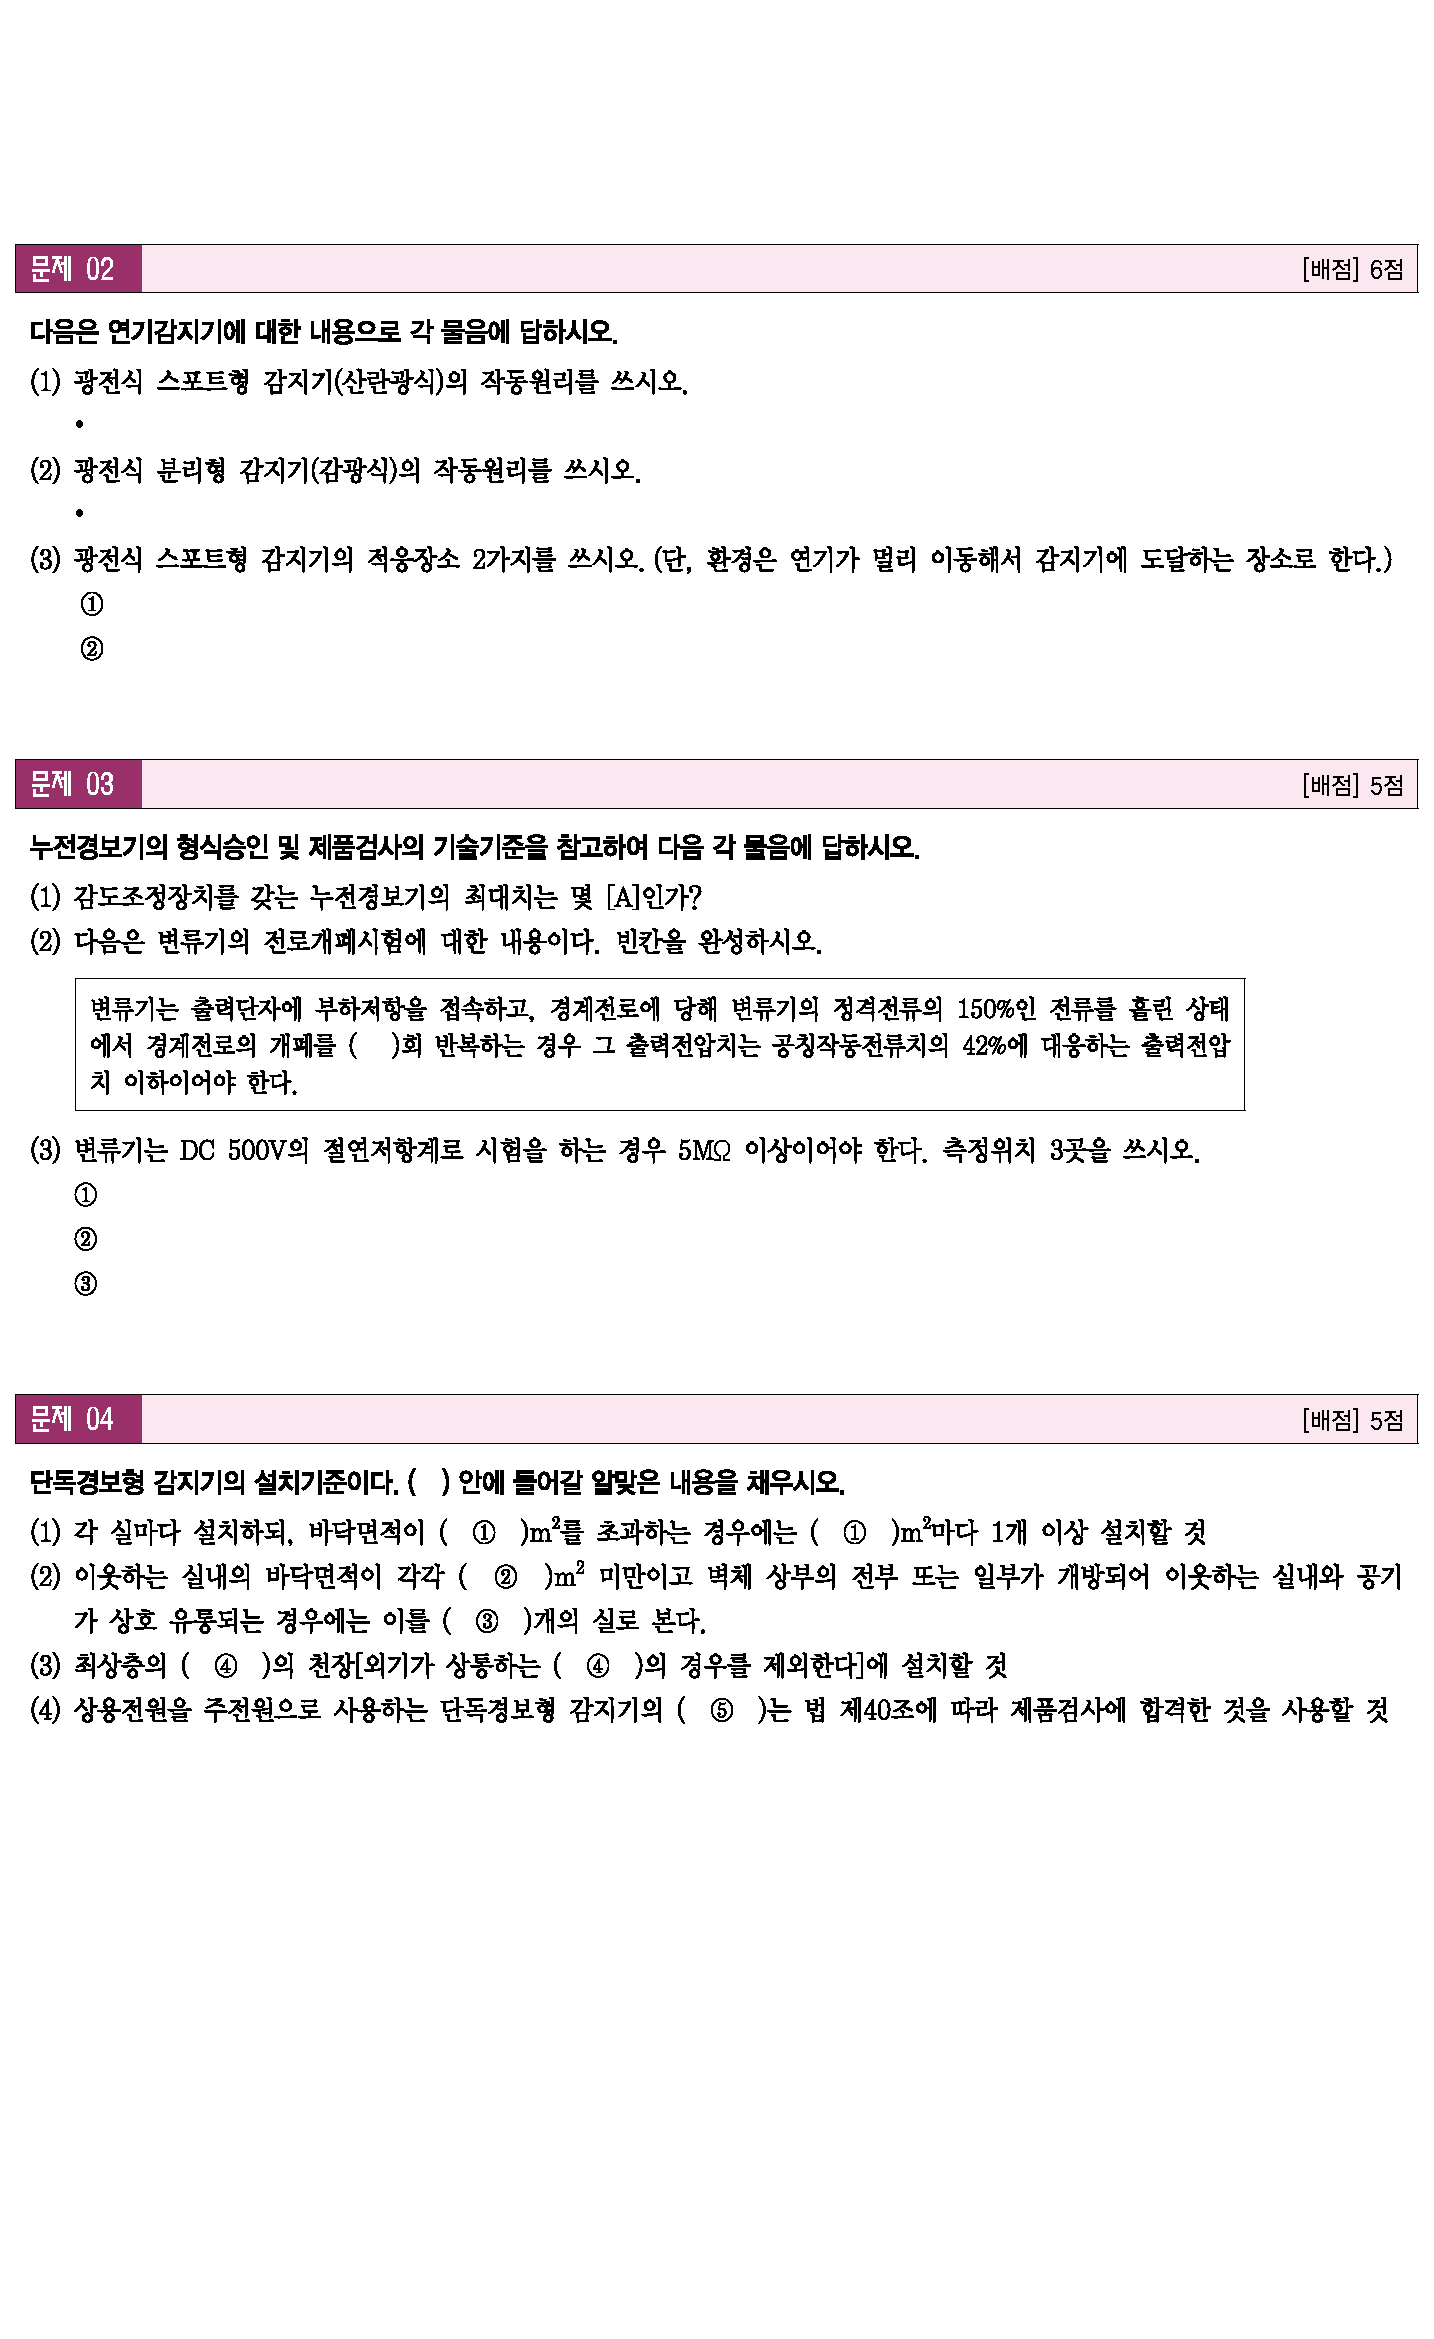 문제 02 [배점] 6점
다음은 연기감지기에 대한 내용으로 각 물음에 답하시오.
(1) 광전식 스포트형 감지기(산란광식)의 작동원리를 쓰시오.
•
(2) 광전식 분리형 감지기(감광식)의 작동원리를 쓰시오.
•
(3) 광전식 스포트형 감지기의 적응장소 2가지를 쓰시오. (단, 환경은 연기가 멀리 이동해서 감지기에 도달하는 장소로 한다.)
①
②
문제 03 [배점] 5점
누전경보기의 형식승인 및 제품검사의 기술기준을 참고하여 다음 각 물음에 답하시오.
(1) 감도조정장치를 갖는 누전경보기의 최대치는 몇 [A]인가?
(2) 다음은 변류기의 전로개폐시험에 대한 내용이다. 빈칸을 완성하시오.
변류기는 출력단자에 부하저항을 접속하고, 경계전로에 당해 변류기의 정격전류의 150%인 전류를 흘린 상태
에서 경계전로의 개폐를 (   )회 반복하는 경우 그 출력전압치는 공칭작동전류치의 42%에 대응하는 출력전압
치 이하이어야 한다.
(3) 변류기는 DC 500V의 절연저항계로 시험을 하는 경우 5MΩ 이상이어야 한다. 측정위치 3곳을 쓰시오.
①
②
③
문제 04 [배점] 5점
단독경보형 감지기의 설치기준이다. (   ) 안에 들어갈 알맞은 내용을 채우시오.
(1) 각 실마다 설치하되, 바닥면적이 ( ① )m²를 초과하는 경우에는 ( ① )m²마다 1개 이상 설치할 것
(2) 이웃하는 실내의 바닥면적이 각각 ( ② )m² 미만이고 벽체 상부의 전부 또는 일부가 개방되어 이웃하는 실내와 공기
가 상호 유통되는 경우에는 이를 ( ③ )개의 실로 본다.
(3) 최상층의 ( ④ )의 천장[외기가 상통하는 ( ④ )의 경우를 제외한다]에 설치할 것
(4) 상용전원을 주전원으로 사용하는 단독경보형 감지기의 ( ⑤ )는 법 제40조에 따라 제품검사에 합격한 것을 사용할 것